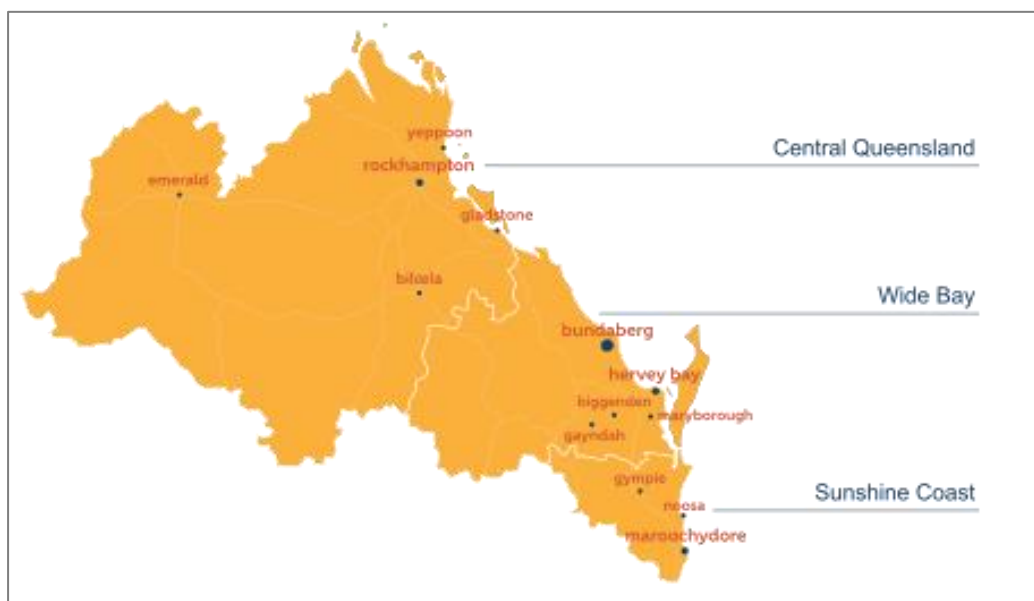 yeppoon
Central Queensland
rockhampton
emerald
gladstone
biloela
Wide Bay
bundaberg
hervey bay
biggenden
maryborough
gayndah
gympie
Sunshine Coast
noosa
maroochydore